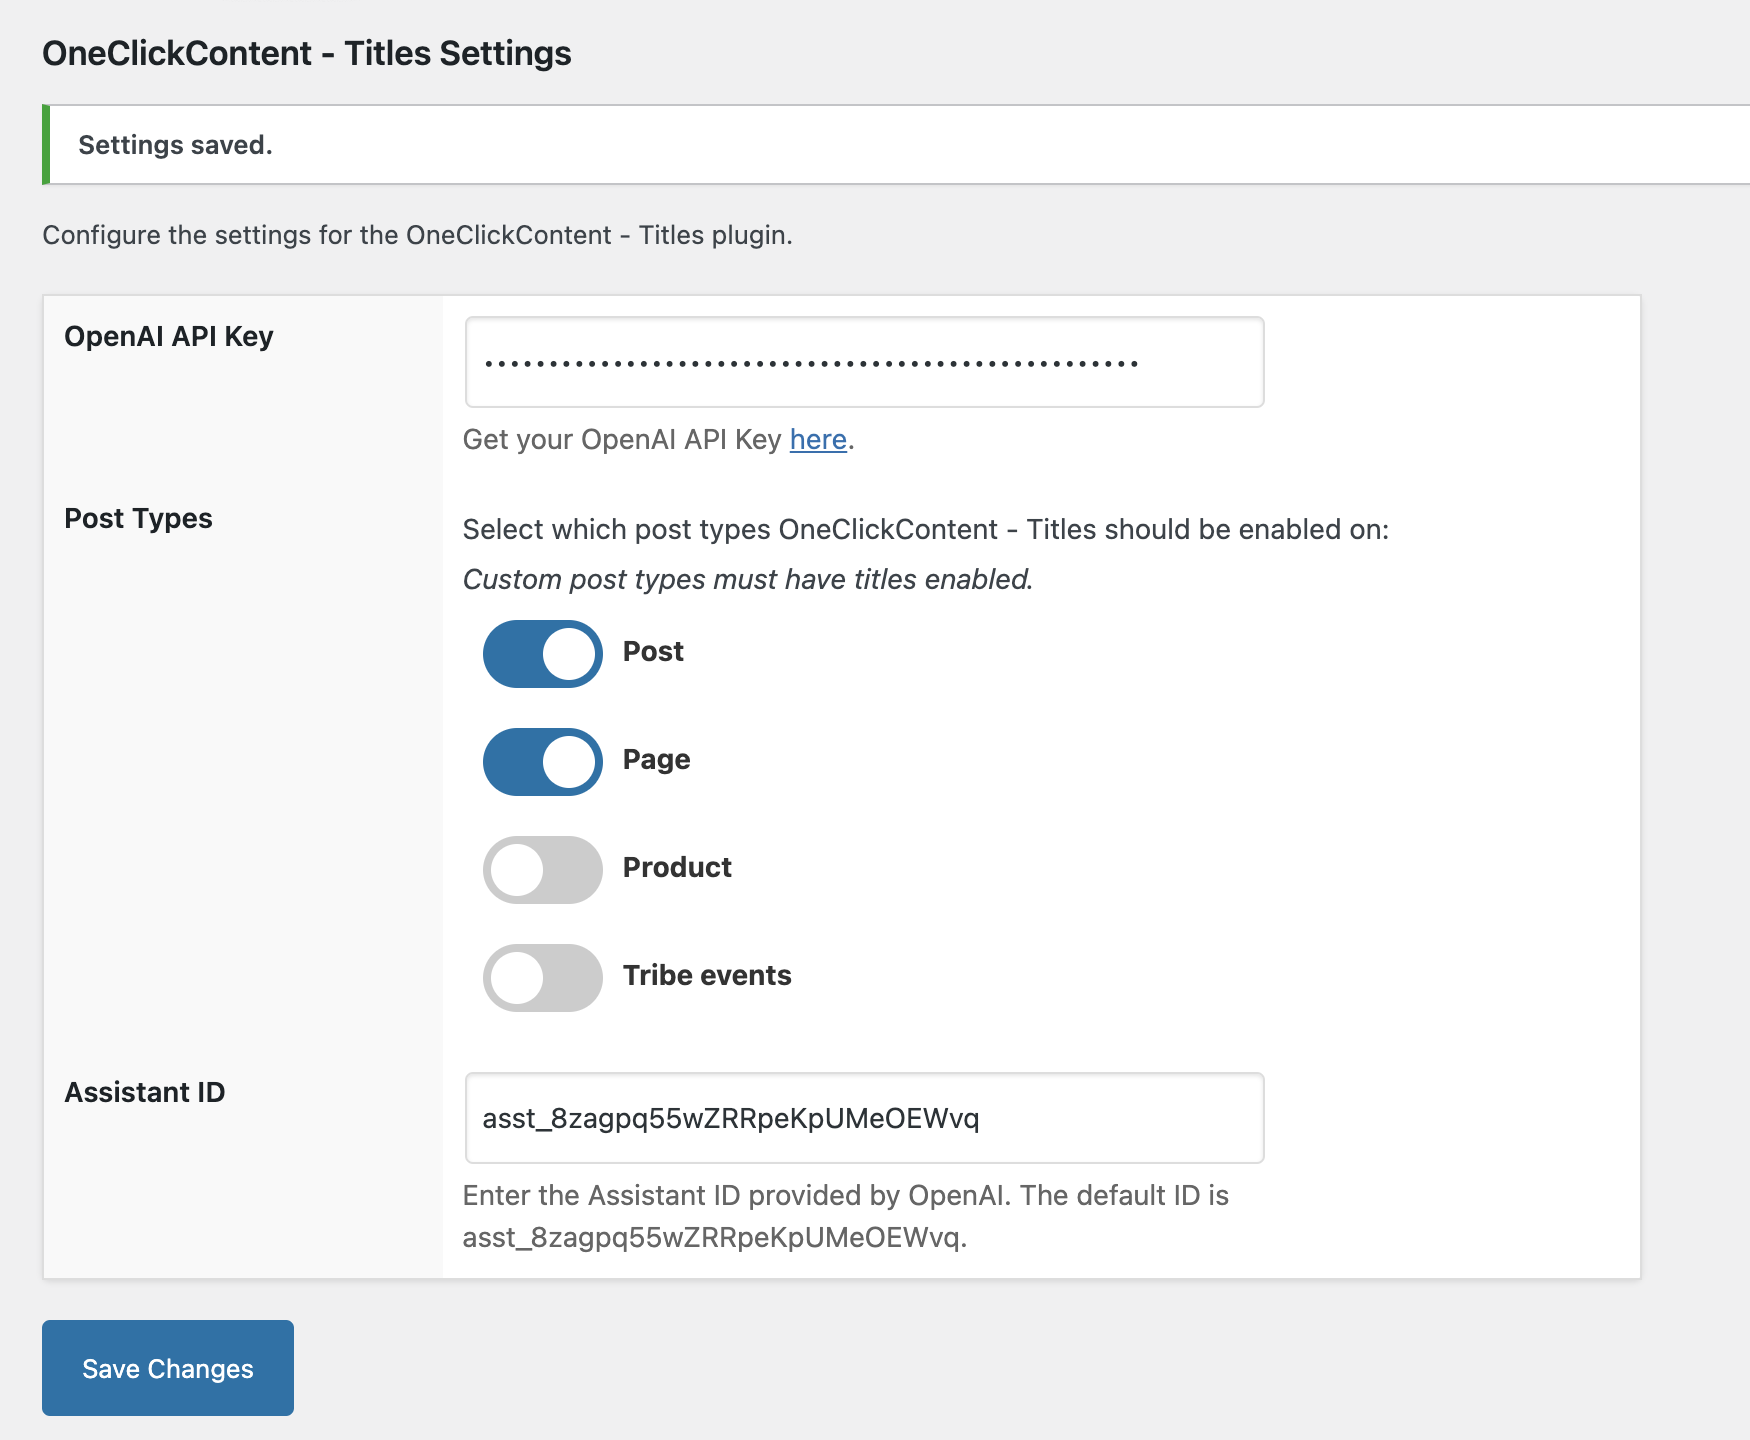 OneClickContent - Titles Settings
Settings saved.
Configure the settings for the OneClickContent - Titles plugin.
OpenAI API Key
Get your OpenAI API Key here.
Post Types
Select which post types OneClickContent - Titles should be enabled on:
Custom post types must have titles enabled.
Post
Page
Product
Tribe events
Assistant ID
asst_8zagpq55wZRRpeKpUMeOEWvq
Enter the Assistant ID provided by OpenAI. The default ID is
asst_8zagpq55wZRRpeKpUMeOEWvq.
Save Changes